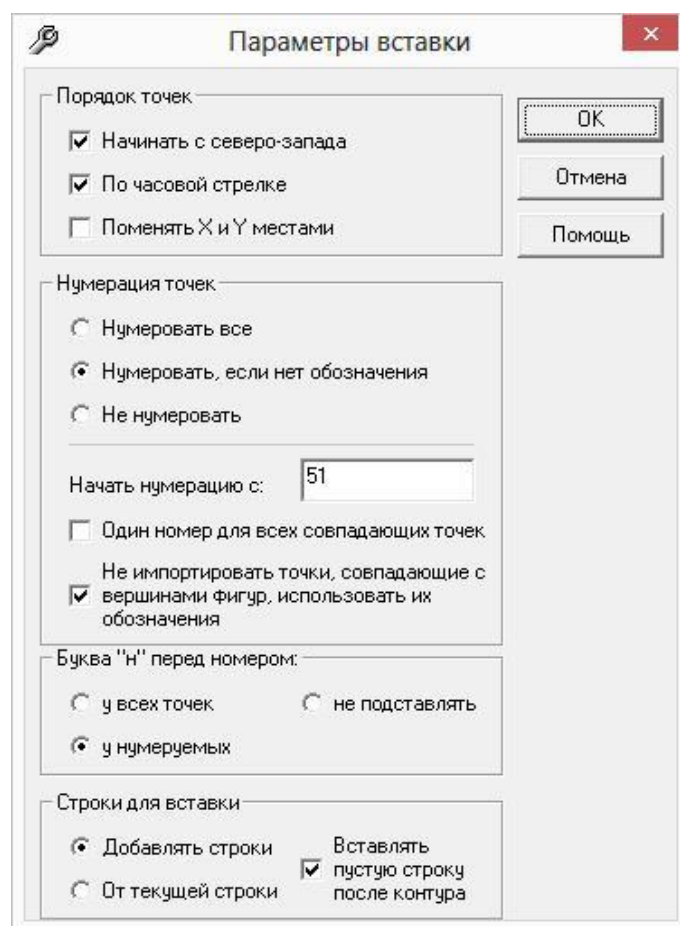 Параметры вставки
Порядок точек
Начинать с северо-запада
По часовой стрелке
Поменять X и Y местами
OK
Отмена
Помощь
Нумерация точек
Нумеровать все
Нумеровать, если нет обозначения
Не нумеровать
Начать нумерацию с: 51
Один номер для всех совпадающих точек
Не импортировать точки, совпадающие с
вершинами фигур, использовать их
обозначения
Буква "н" перед номером:
у всех точек
не подставлять
у нумеруемых
Строки для вставки
Добавлять строки
От текущей строки
Вставлять
пустую строку
после контура